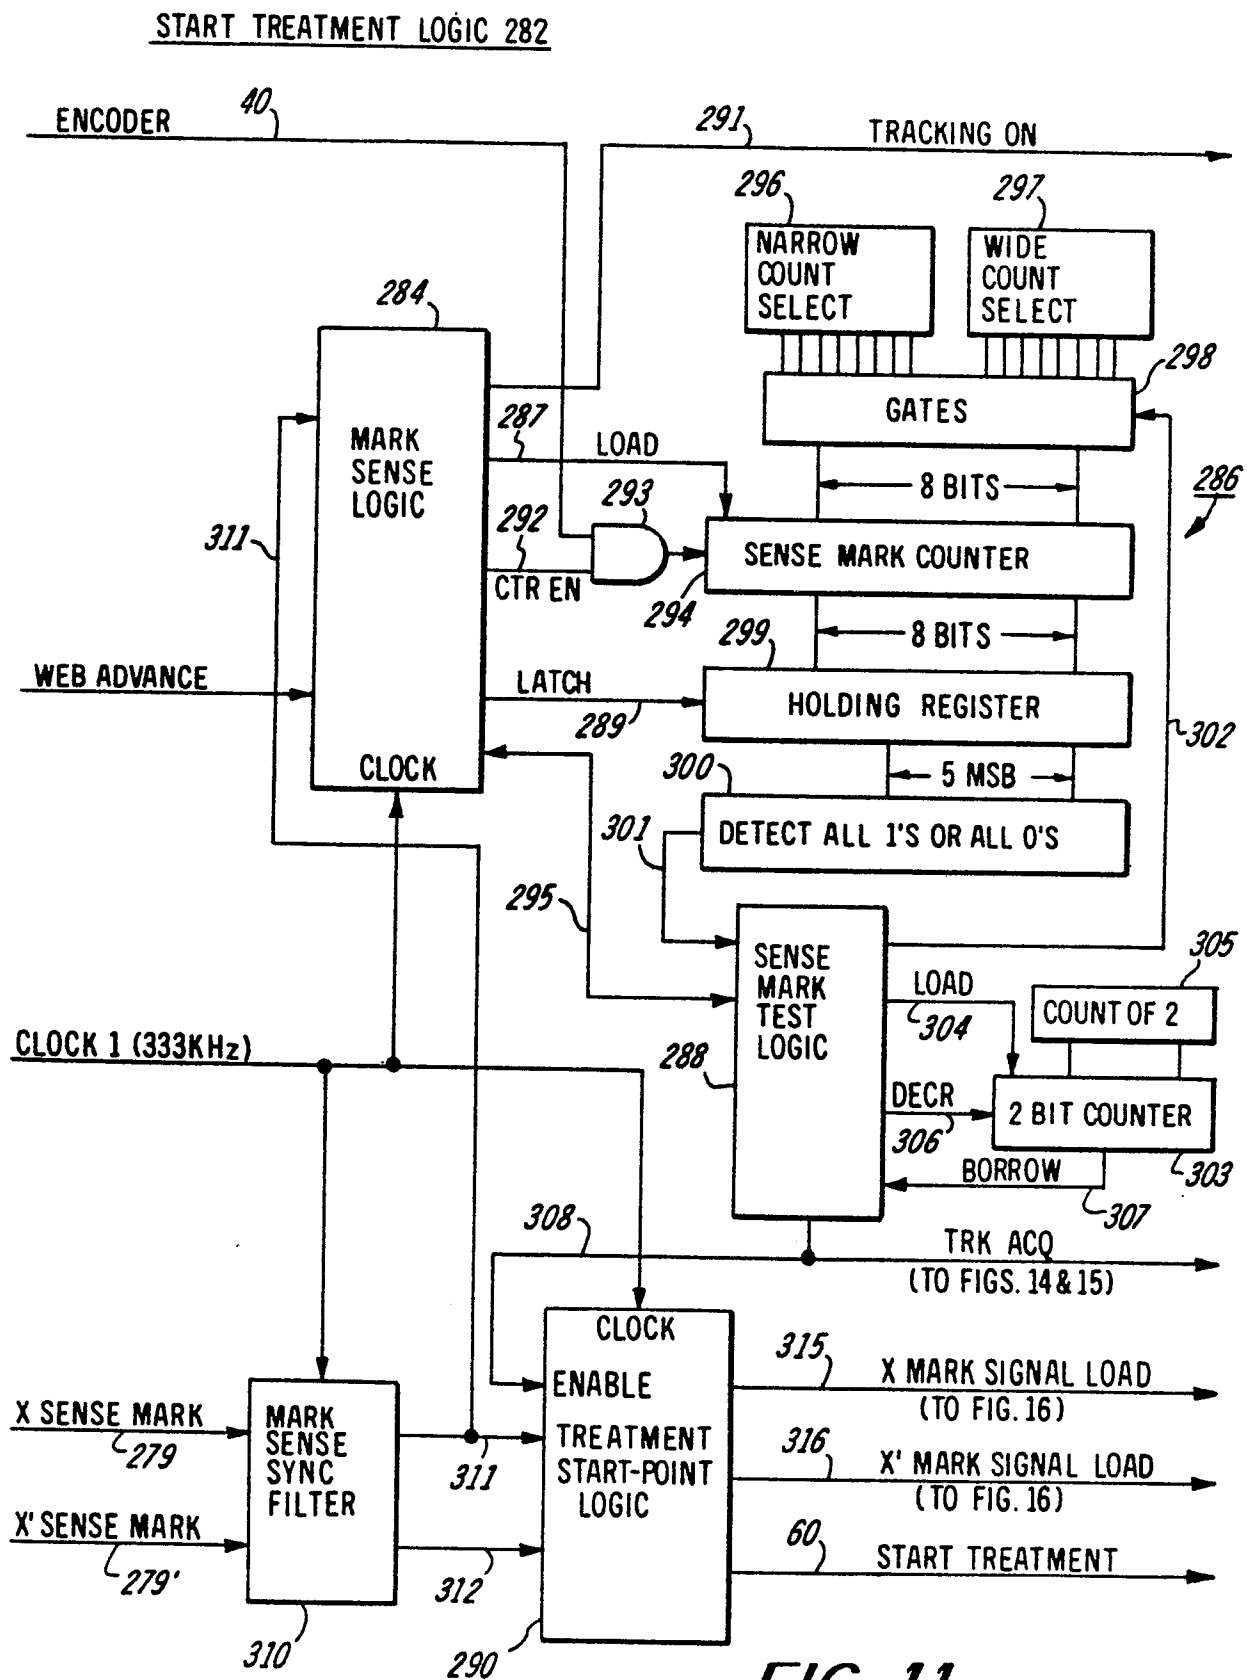 START TREATMENT LOGIC 282
ENCODER
40
291
TRACKING ON
296
297
NARROW
COUNT
SELECT
WIDE
COUNT
SELECT
284
298
GATES
287
LOAD
8 BITS
286
MARK
SENSE
LOGIC
293
311
292
CTR EN
SENSE MARK COUNTER
294
8 BITS
299
WEB ADVANCE
LATCH
289
HOLDING REGISTER
302
CLOCK
300
5 MSB
301
DETECT ALL 1'S OR ALL 0'S
295
SENSE
MARK
TEST
LOGIC
305
LOAD
304
COUNT OF 2
CLOCK 1 (333KHz)
288
DECR
306
2 BIT COUNTER
BORROW
303
307
308
TRK ACQ
(TO FIGS. 14 & 15)
CLOCK
ENABLE
315
X MARK SIGNAL LOAD
(TO FIG. 16)
X SENSE MARK
279
MARK
SENSE
SYNC
FILTER
311
TREATMENT
START-POINT
LOGIC
316
X' MARK SIGNAL LOAD
(TO FIG. 16)
X' SENSE MARK
279'
312
60
START TREATMENT
310
290
FIG. 11